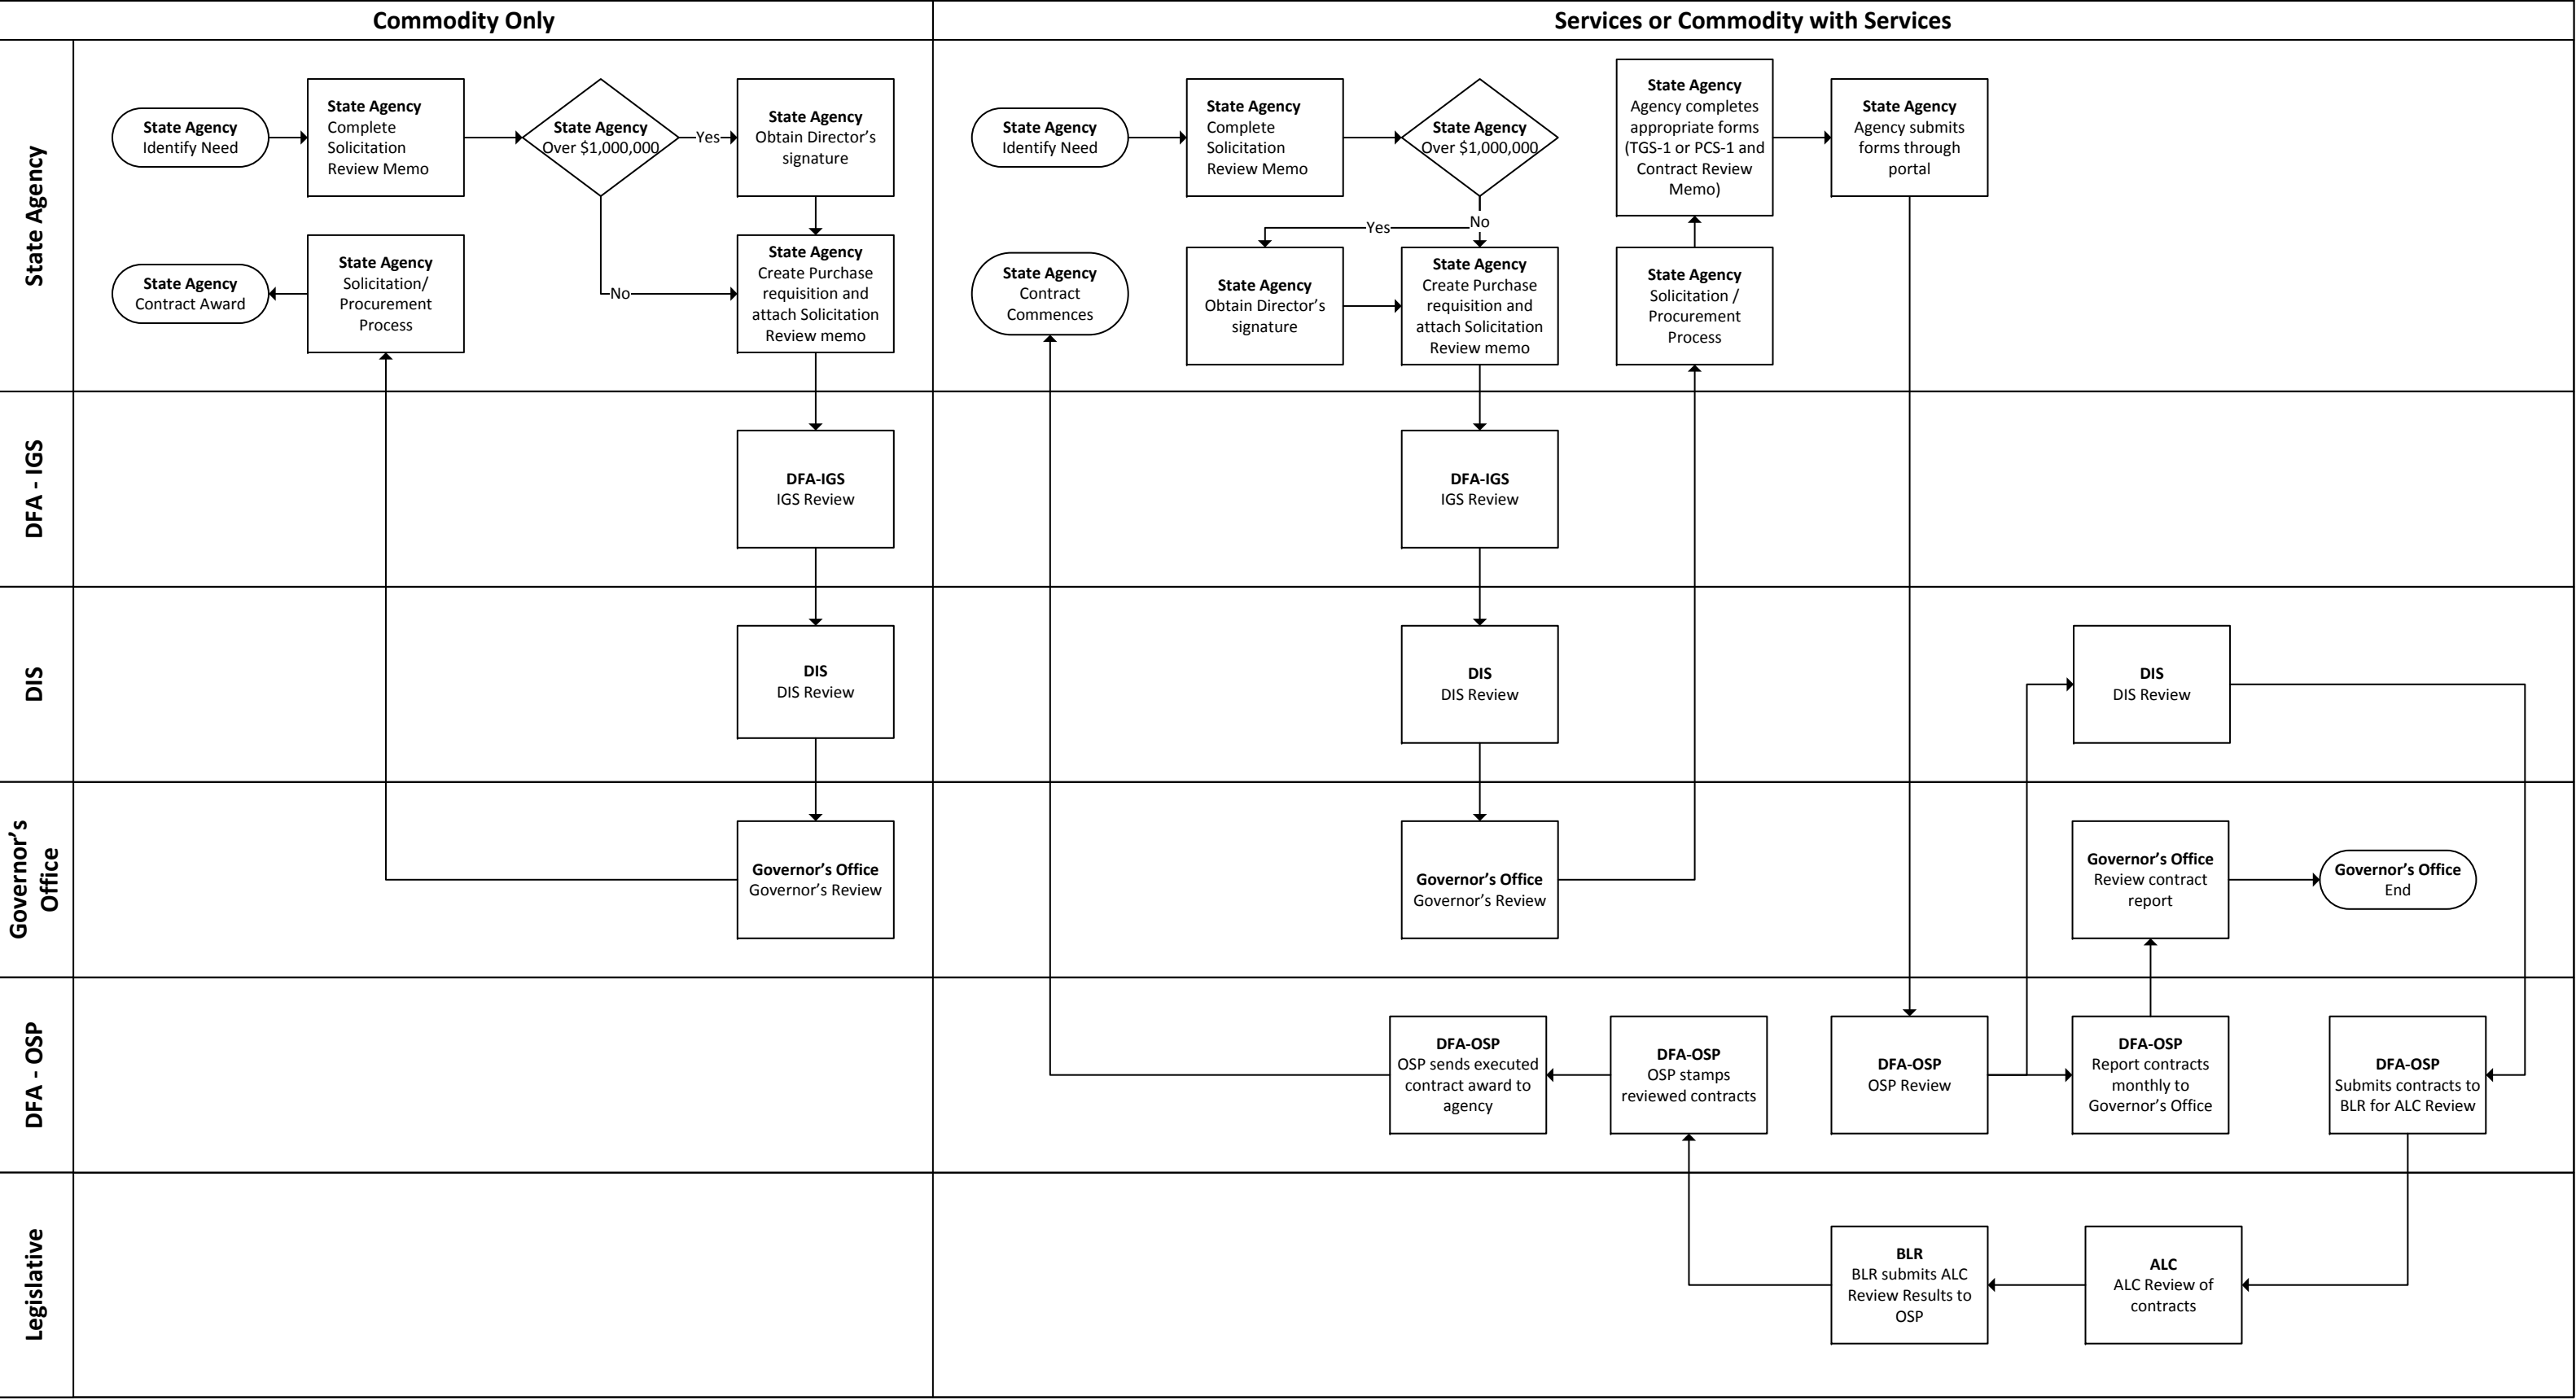 Commodity Only
Services or Commodity with Services
State Agency
State Agency
Identify Need
State Agency
Complete
Solicitation
Review Memo
State Agency
Over $1,000,000
Yes
State Agency
Obtain Director's
signature
State Agency
Contract Award
State Agency
Solicitation/
Procurement
Process
No
State Agency
Create Purchase
requisition and
attach Solicitation
Review memo
State Agency
Identify Need
State Agency
Complete
Solicitation
Review Memo
State Agency
Over $1,000,000
State Agency
Agency completes
appropriate forms
(TGS-1 or PCS-1 and
Contract Review
Memo)
State Agency
Agency submits
forms through
portal
Yes
No
State Agency
Contract
Commences
State Agency
Obtain Director's
signature
State Agency
Create Purchase
requisition and
attach Solicitation
Review memo
State Agency
Solicitation /
Procurement
Process
DFA - IGS
DFA-IGS
IGS Review
DFA-IGS
IGS Review
DIS
DIS
DIS Review
DIS
DIS Review
DIS
DIS Review
Governor's
Office
Governor's Office
Governor's Review
Governor's Office
Governor's Review
Governor's Office
Review contract
report
Governor's Office
End
DFA - OSP
DFA-OSP
OSP sends executed
contract award to
agency
DFA-OSP
OSP stamps
reviewed contracts
DFA-OSP
OSP Review
DFA-OSP
Report contracts
monthly to
Governor's Office
DFA-OSP
Submits contracts to
BLR for ALC Review
Legislative
BLR
BLR submits ALC
Review Results to
OSP
ALC
ALC Review of
contracts